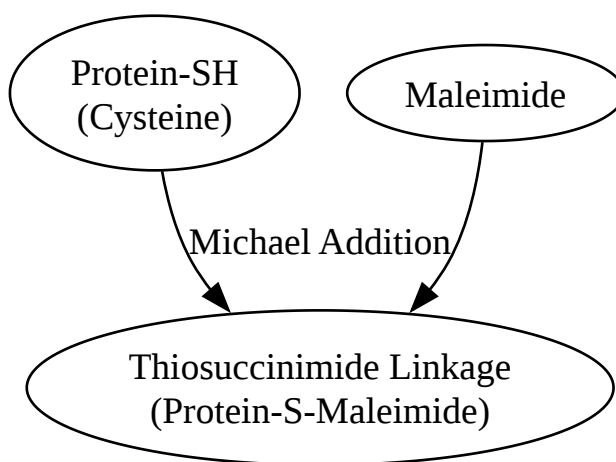 Protein-SH
(Cysteine)
Maleimide
Michael Addition
Thiosuccinimide Linkage
(Protein-S-Maleimide)